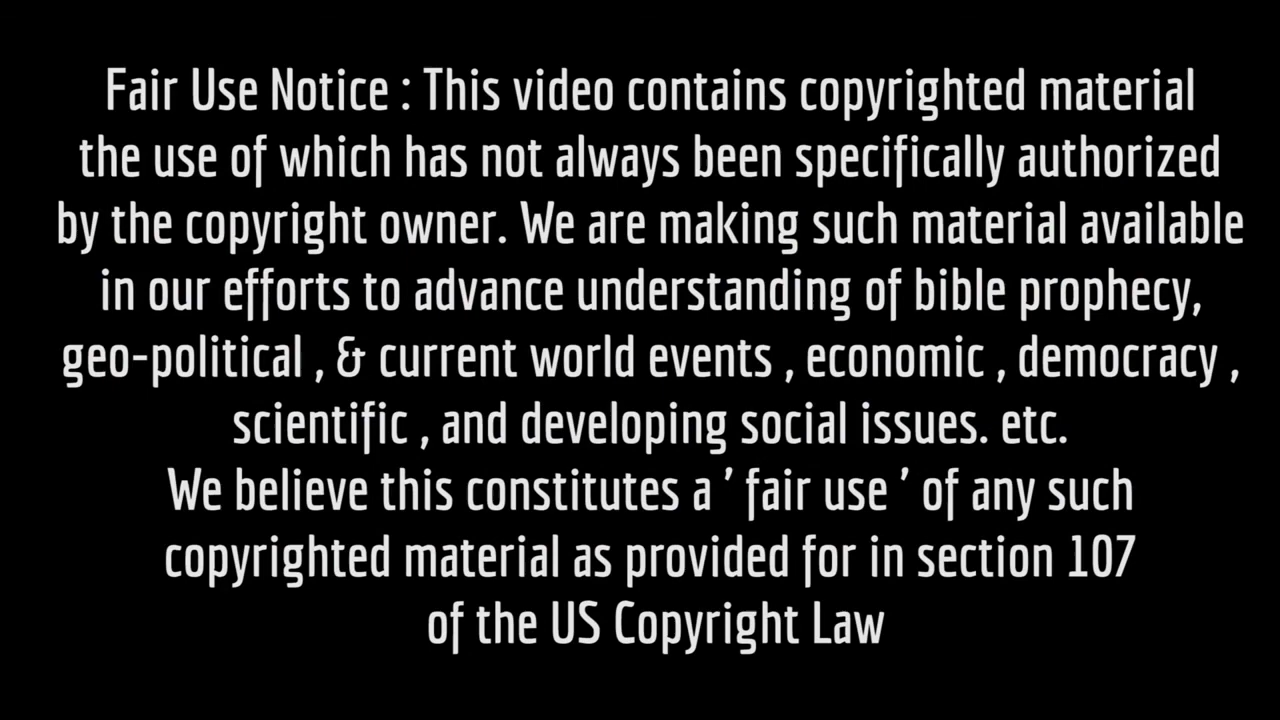 Fair Use Notice : This video contains copyrighted material
the use of which has not always been specifically authorized
by the copyright owner. We are making such material available
in our efforts to advance understanding of bible prophecy,
geo-political , & current world events , economic , democracy ,
scientific , and developing social issues. etc.
We believe this constitutes a ' fair use ' of any such
copyrighted material as provided for in section 107
of the US Copyright Law